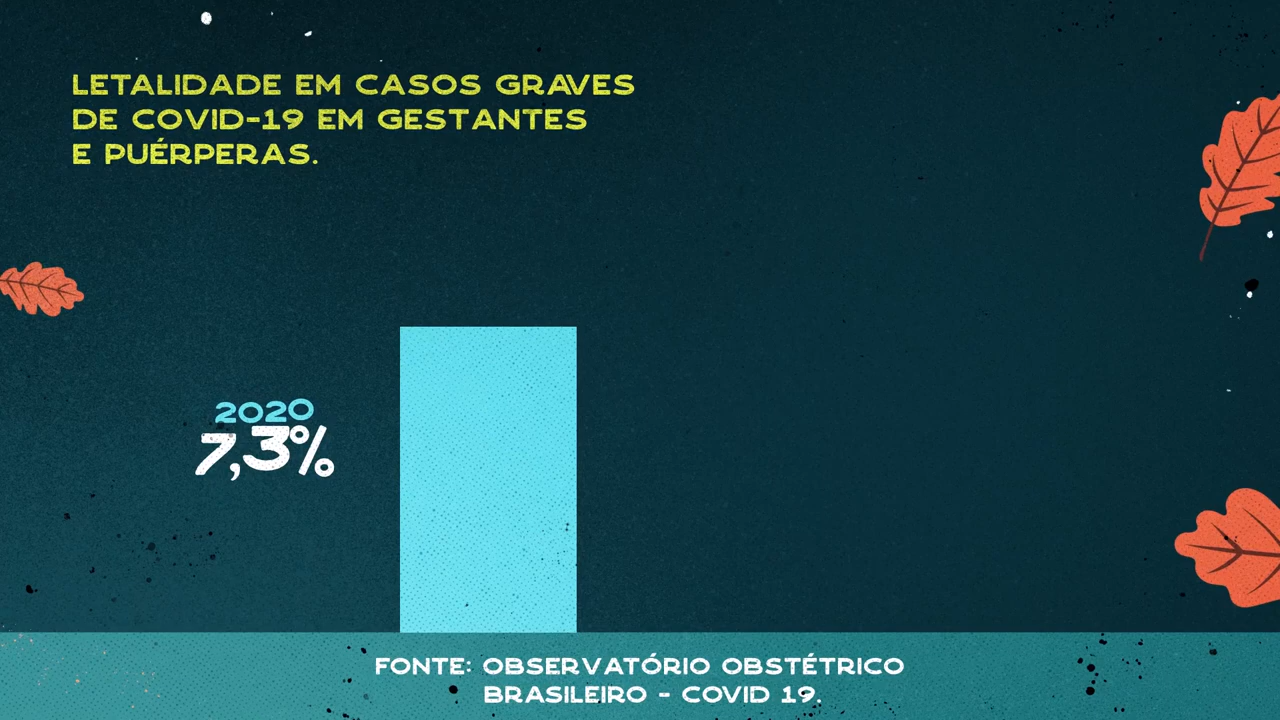 LETALIDADE EM CASOS GRAVES
DE COVID-19 EM GESTANTES
E PUÉRPERAS.
2020
7,3%
FONTE: OBSERVATÓRIO OBSTÉTRICO
BRASILEIRO - COVID 19.